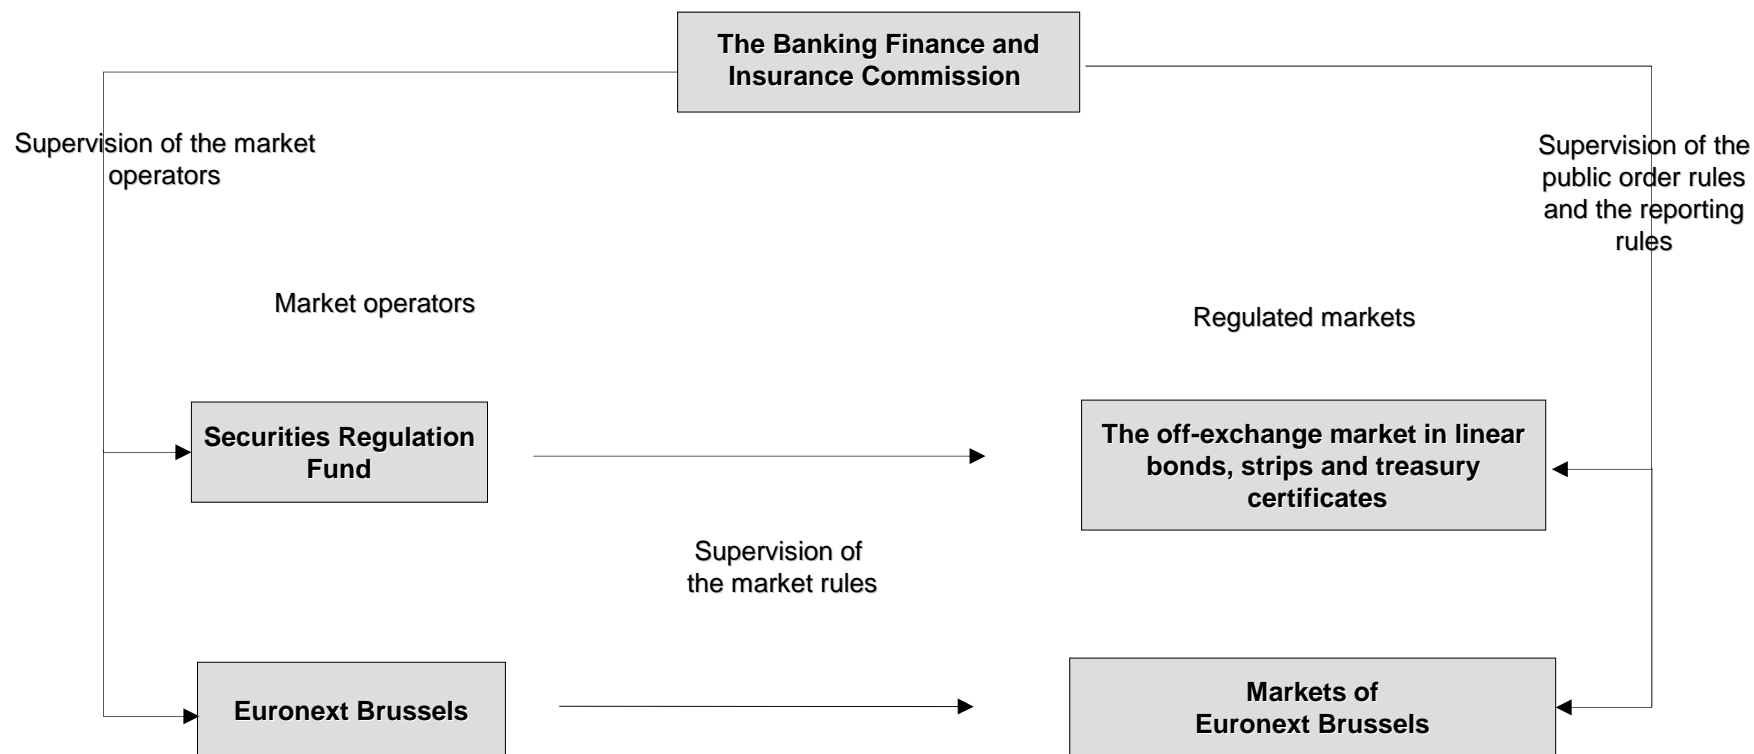 The Banking Finance and
Insurance Commission
Supervision of the market
operators
Supervision of the
public order rules
and the reporting
rules
Market operators
Regulated markets
Securities Regulation
Fund
The off-exchange market in linear
bonds, strips and treasury
certificates
Supervision of
the market rules
Euronext Brussels
Markets of
Euronext Brussels